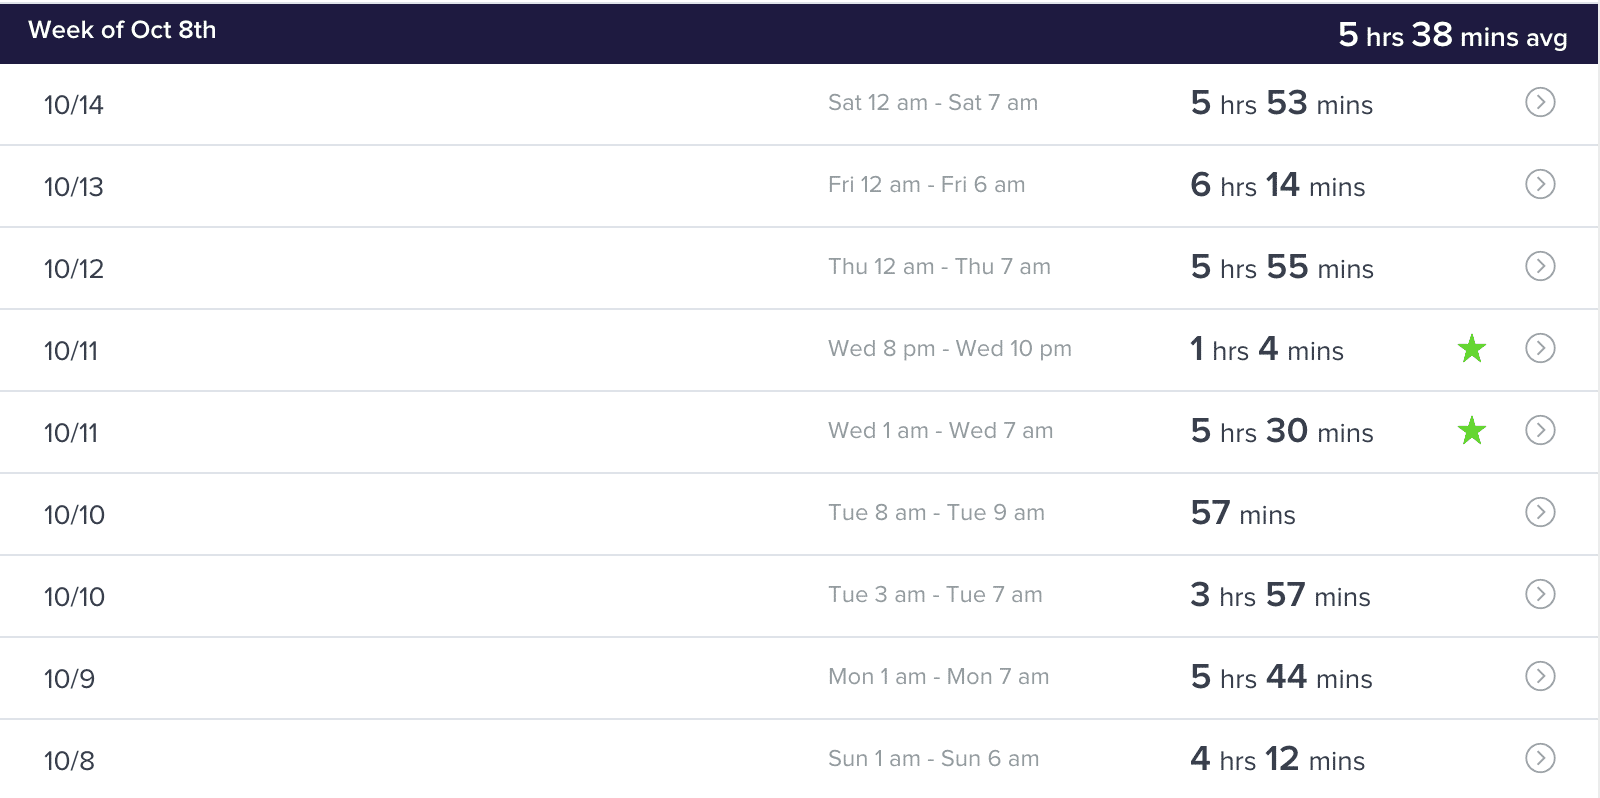 Week of Oct 8th 5 hrs 38 mins avg
10/14 Sat 12 am - Sat 7 am 5 hrs 53 mins
10/13 Fri 12 am - Fri 6 am 6 hrs 14 mins
10/12 Thu 12 am - Thu 7 am 5 hrs 55 mins
10/11 Wed 8 pm - Wed 10 pm 1 hrs 4 mins
10/11 Wed 1 am - Wed 7 am 5 hrs 30 mins
10/10 Tue 8 am - Tue 9 am 57 mins
10/10 Tue 3 am - Tue 7 am 3 hrs 57 mins
10/9 Mon 1 am - Mon 7 am 5 hrs 44 mins
10/8 Sun 1 am - Sun 6 am 4 hrs 12 mins